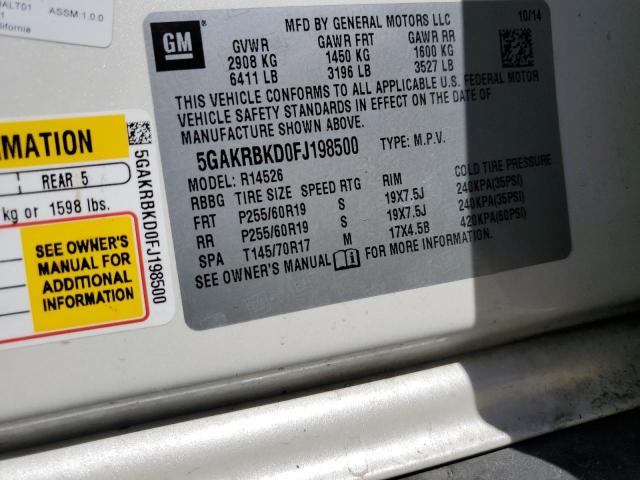 ALT01
ASSM:1.0.0
California
MATION
REAR 5
kg or 1598 lbs.
SEE OWNER'S
MANUAL FOR
ADDITIONAL
INFORMATION
5GAKRBKD0FJ198500
GM
MFD BY GENERAL MOTORS LLC 10/14
GVWR GAWR FRT GAWR RR
2908 KG 1450 KG 1600 KG
6411 LB 3196 LB 3527 LB
THIS VEHICLE CONFORMS TO ALL APPLICABLE U.S. FEDERAL MOTOR
VEHICLE SAFETY STANDARDS IN EFFECT ON THE DATE OF
MANUFACTURE SHOWN ABOVE.
5GAKRBKD0FJ198500 TYPE: M.P.V.
MODEL: R14526
RBBG TIRE SIZE SPEED RTG RIM COLD TIRE PRESSURE
FRT P255/60R19 S 19X7.5J 240KPA(35PSI)
RR P255/60R19 S 19X7.5J 240KPA(35PSI)
SPA T145/70R17 M 17X4.5B 420KPA(60PSI)
SEE OWNER'S MANUAL FOR MORE INFORMATION.